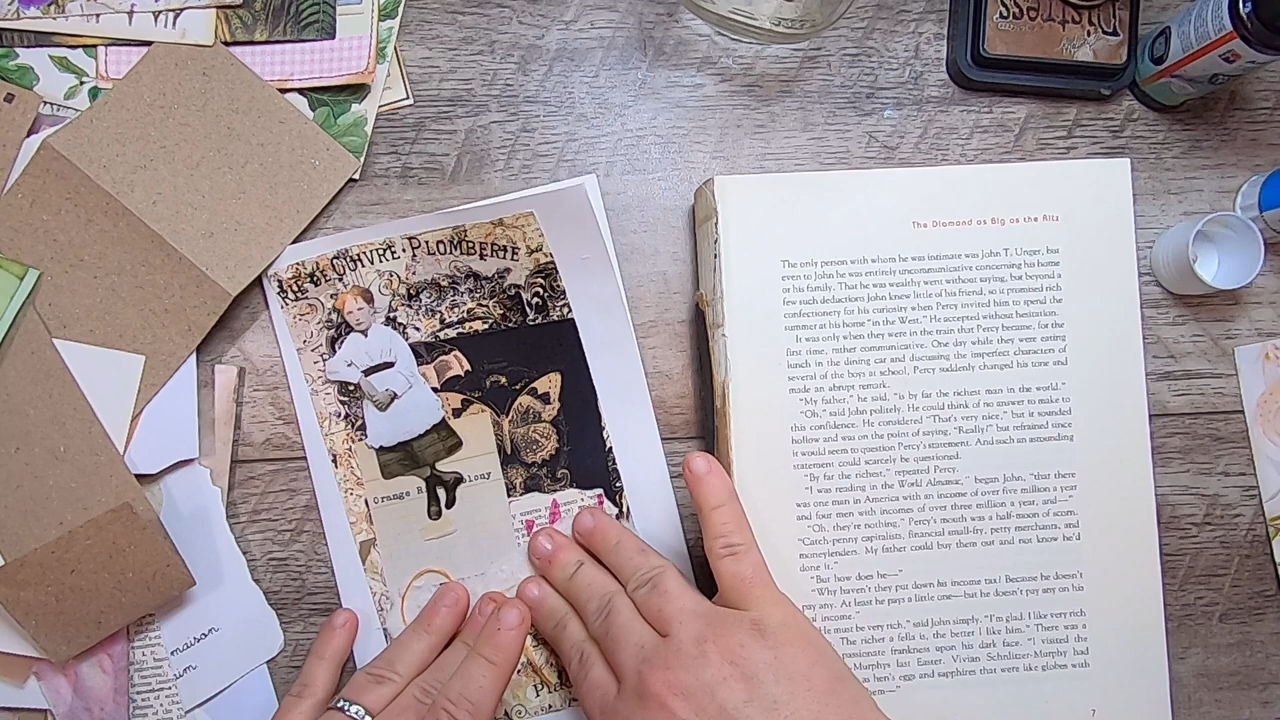 Distress
RIE DE CUIVRE • PLOMBERIE
Orange R Colony
maison
The Diamond as Big as the Ritz
The only person with whom he was intimate was John T. Unger, but
even to John he was entirely uncommunicative concerning his home
or his family. That he was wealthy went without saying, but beyond a
few such deductions John knew little of his friend, so it promised rich
confectionery for his curiosity when Percy invited him to spend the
summer at his home "in the West." He accepted without hesitation.
It was only when they were in the train that Percy became, for the
first time, rather communicative. One day while they were eating
lunch in the dining car and discussing the imperfect characters of
several of the boys at school, Percy suddenly changed his tone and
made an abrupt remark.
"My father," he said, "is by far the richest man in the world."
"Oh," said John politely. He could think of no answer to make to
this confidence. He considered "That's very nice," but it sounded
hollow and was on the point of saying, "Really?" but refrained since
it would seem to question Percy's statement. And such an astounding
statement could scarcely be questioned.
"By far the richest," repeated Percy.
"I was reading in the World Almanac," began John, "that there
was one man in America with an income of over five million a year
and four men with incomes of over three million a year, and—"
"Oh, they're nothing," Percy's mouth was a half-moon of scorn.
"Catch-penny capitalists, financial small-fry, petty merchants, and
moneylenders. My father could buy them out and not know he'd
done it."
"But how does he—"
"Why haven't they put down his income tax? Because he doesn't
pay any. At least he pays a little one—but he doesn't pay any on his
income."
He must be very rich," said John simply. "I'm glad. I like very rich
The richer a fella is, the better I like him." There was a
passionate frankness upon his dark face. "I visited the
Murphys last Easter. Vivian Schnlitzer-Murphy had
as hen's eggs and sapphires that were like globes with
hem—"
7